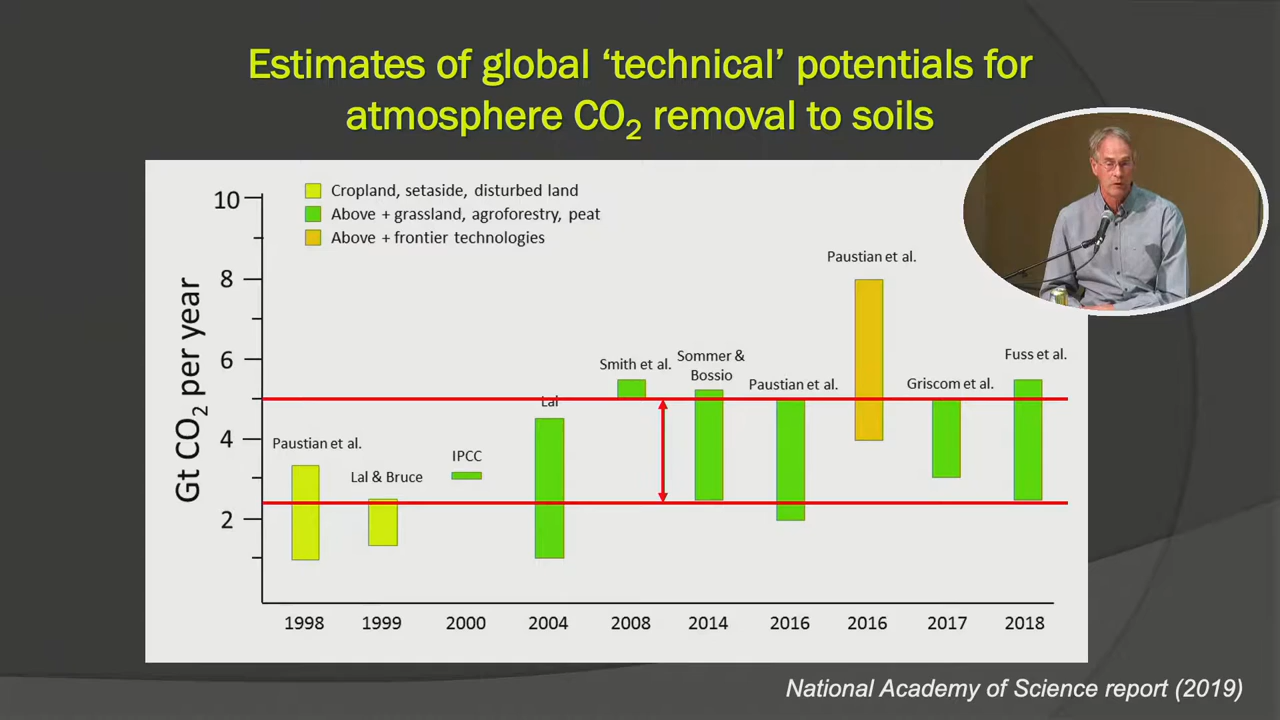 Estimates of global ‘technical’ potentials for
atmosphere CO₂ removal to soils
Cropland, setaside, disturbed land
Above + grassland, agroforestry, peat
Above + frontier technologies
Gt CO₂ per year
10
8
6
4
2
Paustian et al.
Lal & Bruce
IPCC
Lal
Smith et al.
Sommer &
Bossio
Paustian et al.
Paustian et al.
Griscom et al.
Fuss et al.
1998 1999 2000 2004 2008 2014 2016 2016 2017 2018
National Academy of Science report (2019)